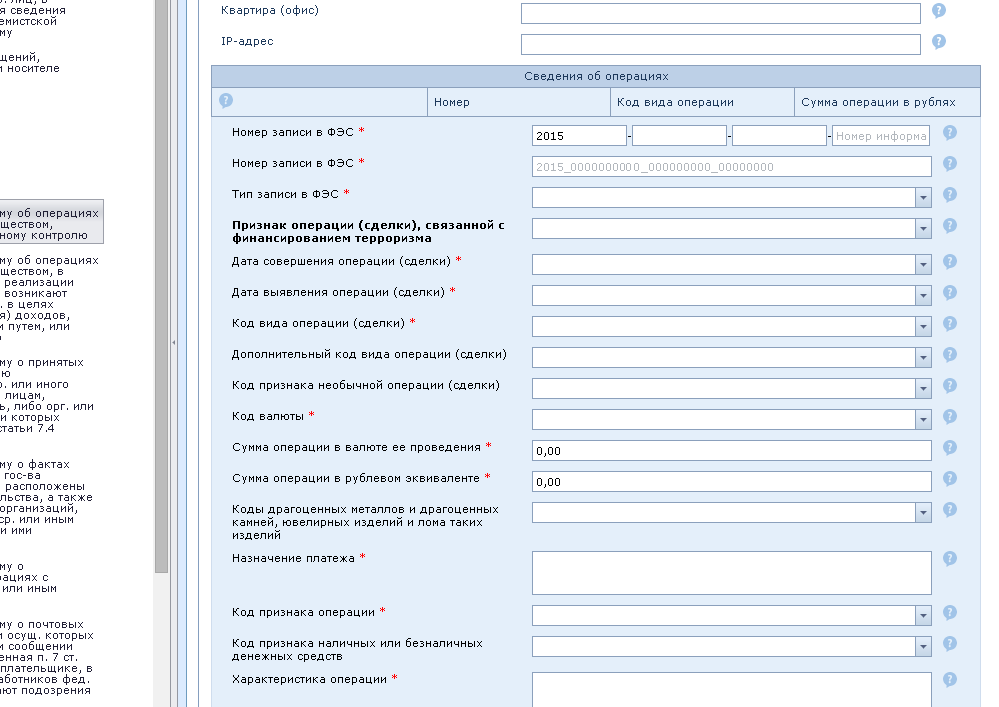 лиц, в
я сведения
емистской
му
щений,
и носителе
му об операциях
ществом,
ному контролю
му об операциях
ществом, в
реализации
возникают
. в целях
я) доходов,
м путем, или
му о принятых
ю
р. или иного
лицам,
ь, либо орг. или
и которых
статьи 7.4
му о фактах
гос-ва
расположены
льства, а также
организаций,
ср. или иным
и ими
му о
рациях с
или иным
му о почтовых
и осущ. которых
и сообщении
енная п. 7 ст.
плательщике, в
аботников фед.
ют подозрения
Квартира (офис)
IP-адрес
Сведения об операциях
Номер Код вида операции Сумма операции в рублях
Номер записи в ФЭС * 2015 - - - Номер информа
Номер записи в ФЭС * 2015_0000000000_00000000_00000000
Тип записи в ФЭС *
Признак операции (сделки), связанной с
финансированием терроризма
Дата совершения операции (сделки) *
Дата выявления операции (сделки) *
Код вида операции (сделки) *
Дополнительный код вида операции (сделки)
Код признака необычной операции (сделки)
Код валюты *
Сумма операции в валюте ее проведения * 0,00
Сумма операции в рублевом эквиваленте * 0,00
Коды драгоценных металлов и драгоценных
камней, ювелирных изделий и лома таких
изделий
Назначение платежа *
Код признака операции *
Код признака наличных или безналичных
денежных средств
Характеристика операции *